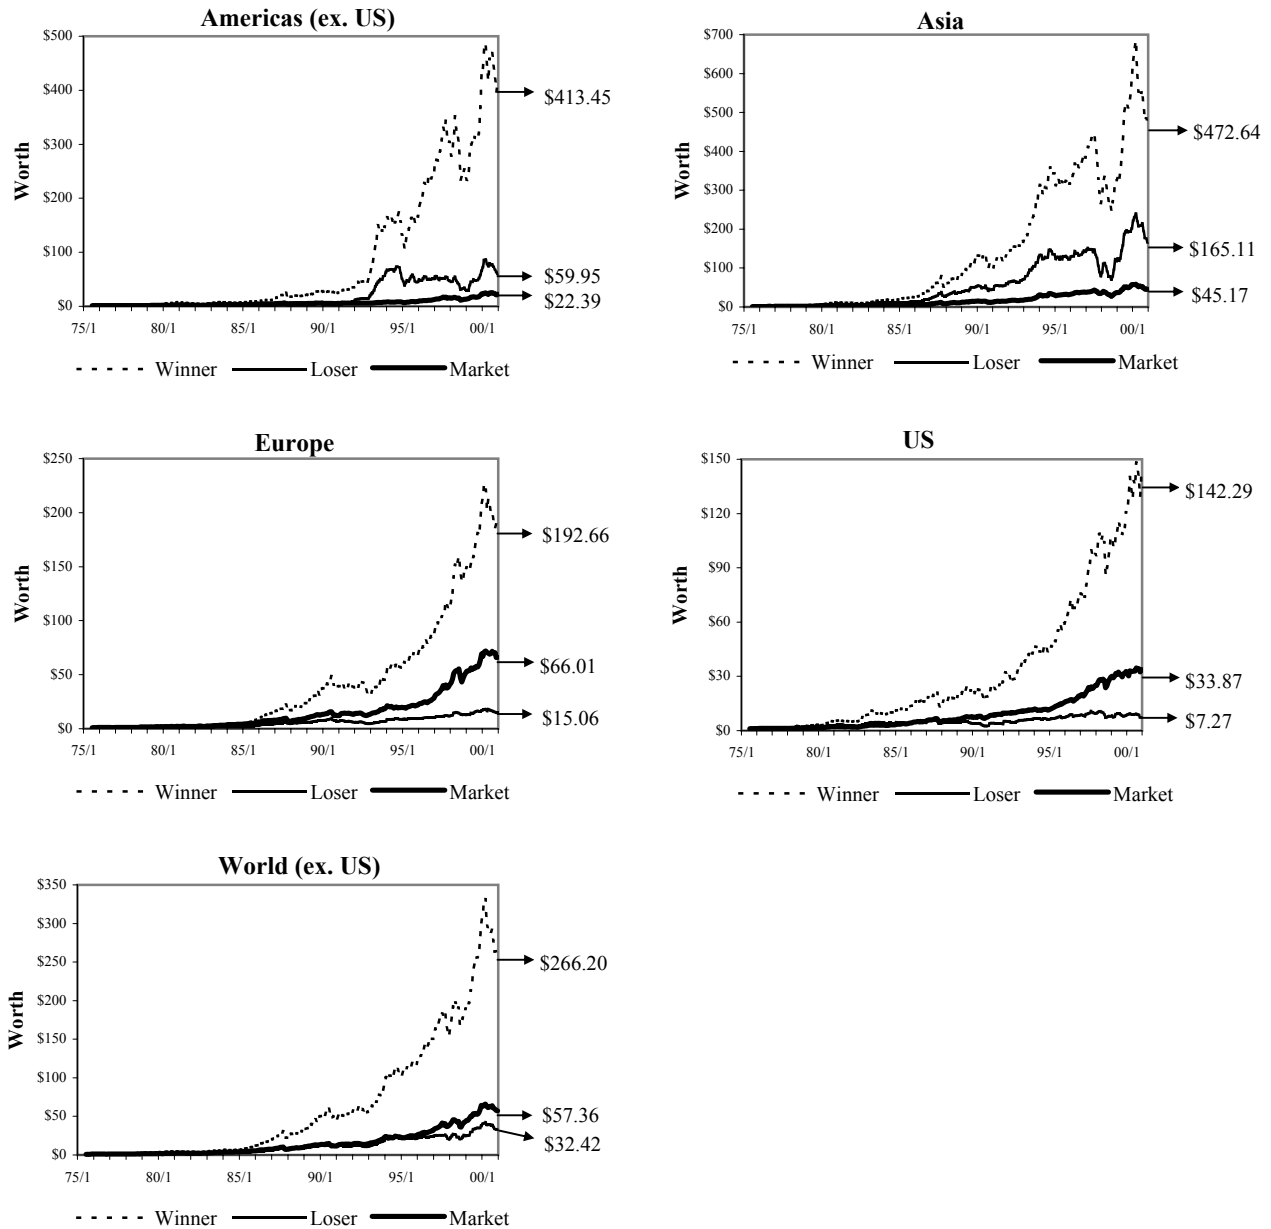 Americas (ex. US)
$500
$400
$300
$200
$100
$0
Worth
75/1 80/1 85/1 90/1 95/1 00/1
$413.45
$59.95
$22.39
Winner Loser Market
Asia
$700
$600
$500
$400
$300
$200
$100
$0
Worth
75/1 80/1 85/1 90/1 95/1 00/1
$472.64
$165.11
$45.17
Winner Loser Market
Europe
$250
$200
$150
$100
$50
$0
Worth
75/1 80/1 85/1 90/1 95/1 00/1
$192.66
$66.01
$15.06
Winner Loser Market
US
$150
$120
$90
$60
$30
$0
Worth
75/1 80/1 85/1 90/1 95/1 00/1
$142.29
$33.87
$7.27
Winner Loser Market
World (ex. US)
$350
$300
$250
$200
$150
$100
$50
$0
Worth
75/1 80/1 85/1 90/1 95/1 00/1
$266.20
$57.36
$32.42
Winner Loser Market